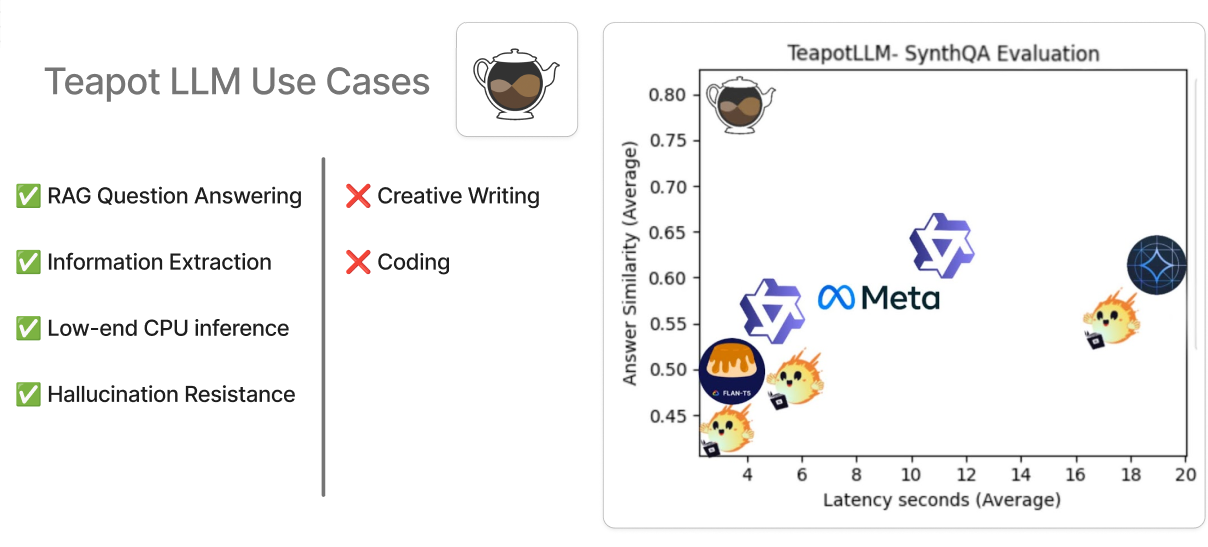 Teapot LLM Use Cases
✅ RAG Question Answering
✅ Information Extraction
✅ Low-end CPU inference
✅ Hallucination Resistance
❌ Creative Writing
❌ Coding
TeapotLLM- SynthQA Evaluation
Answer Similarity (Average)
0.80
0.75
0.70
0.65
0.60
0.55
0.50
0.45
Meta
FLAN-T5
4 6 8 10 12 14 16 18 20
Latency seconds (Average)